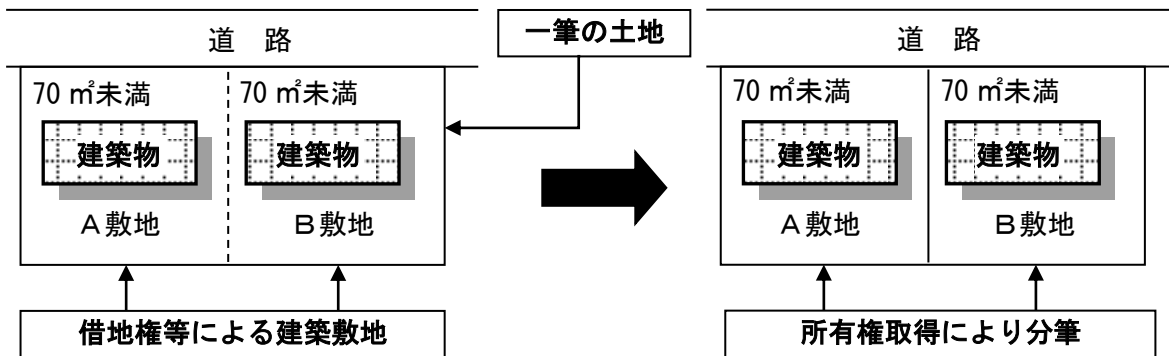 道 路
一筆の土地
70 ㎡未満
70 ㎡未満
建築物
建築物
A敷地
B敷地
借地権等による建築敷地
道 路
70 ㎡未満
70 ㎡未満
建築物
建築物
A敷地
B敷地
所有権取得により分筆